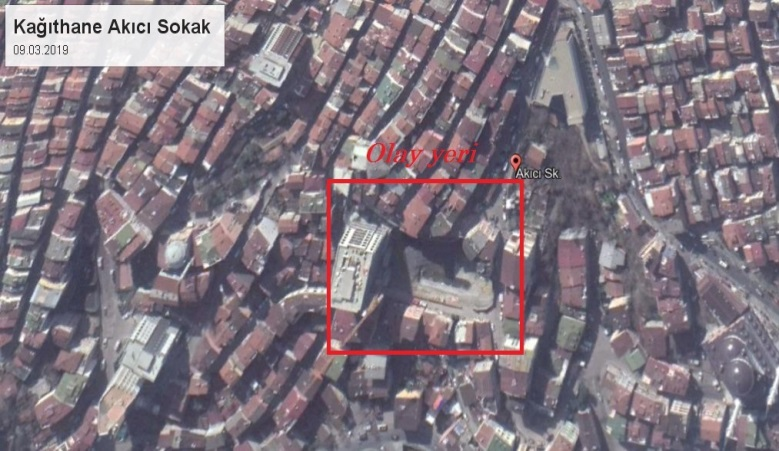 Kağıthane Akıcı Sokak
09.03.2019
Olay yeri
Akıcı Sk